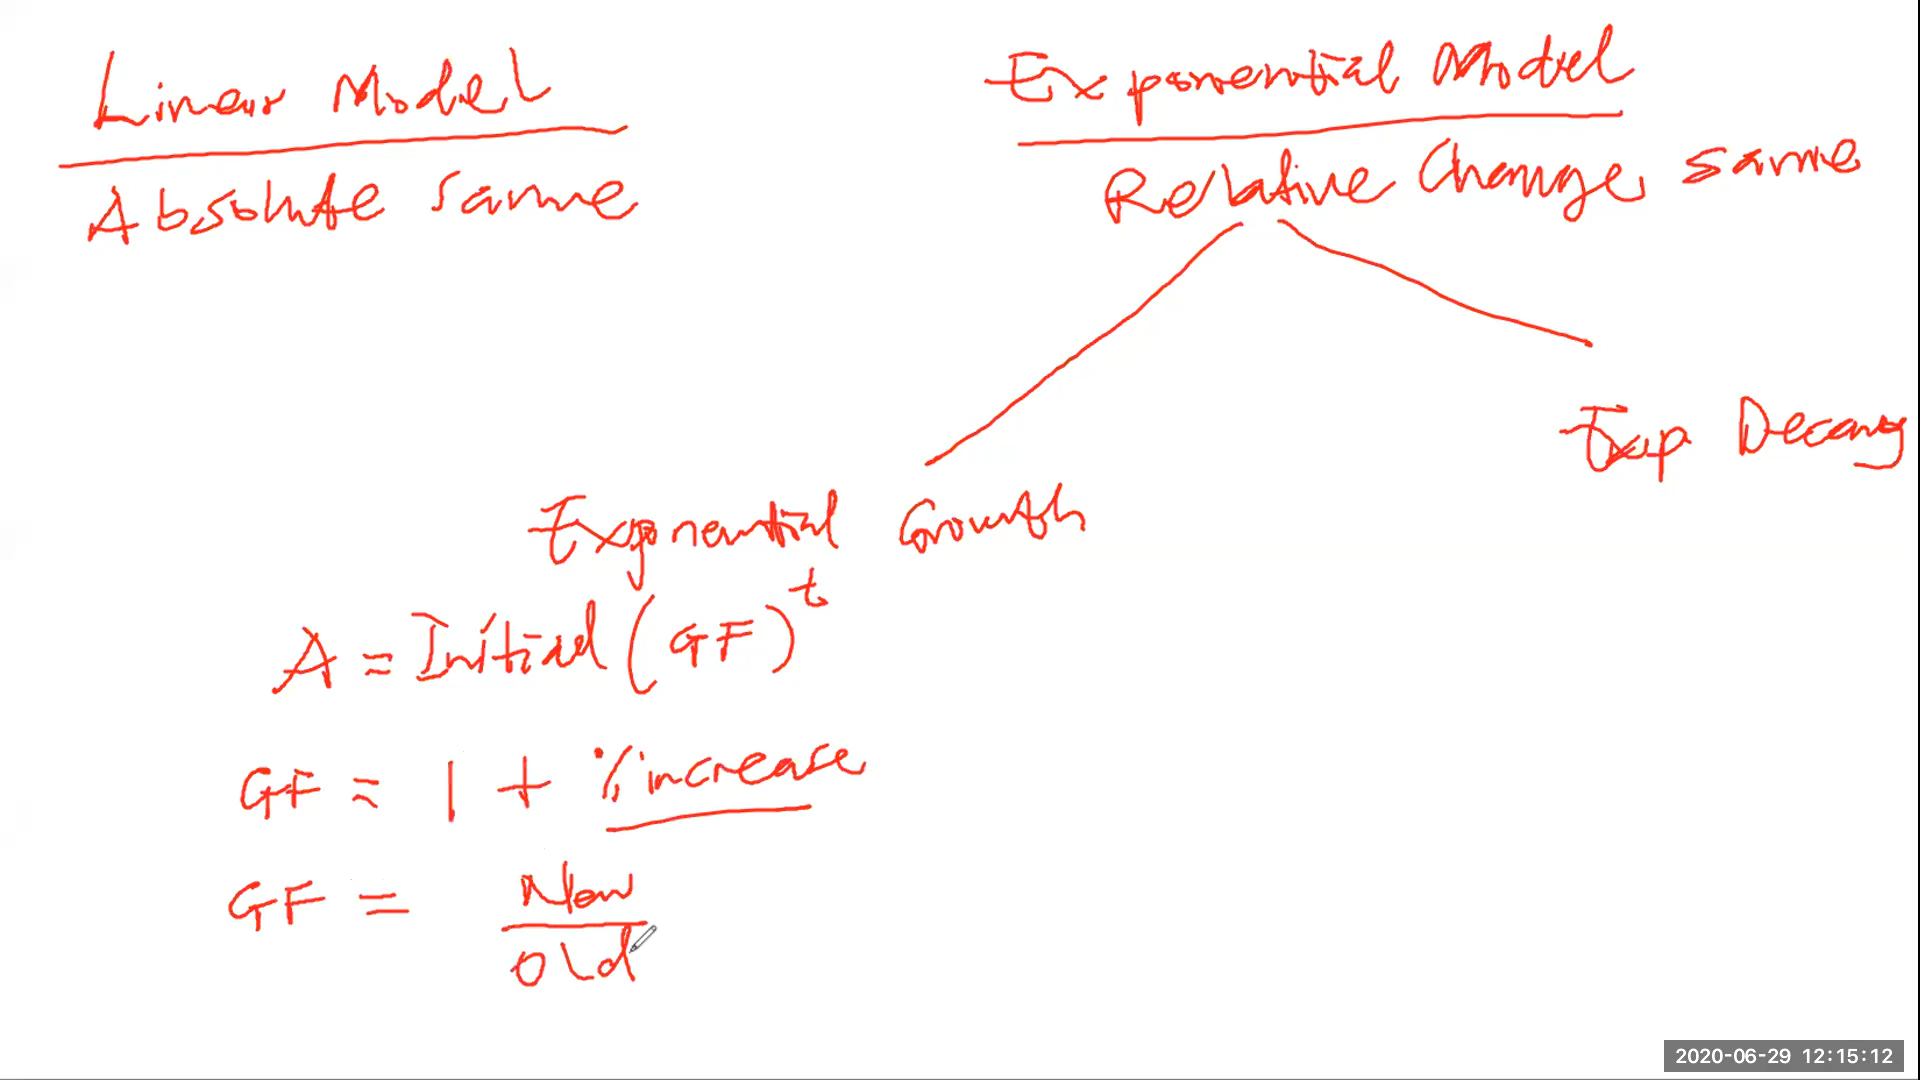 Linear Model
Absolute same
Exponential Model
Relative Change same
Exp Decay
Exponential Growth
A = Initial (GF)^t
GF = 1 + % increase
GF = New
Old
2020-06-29 12:15:12